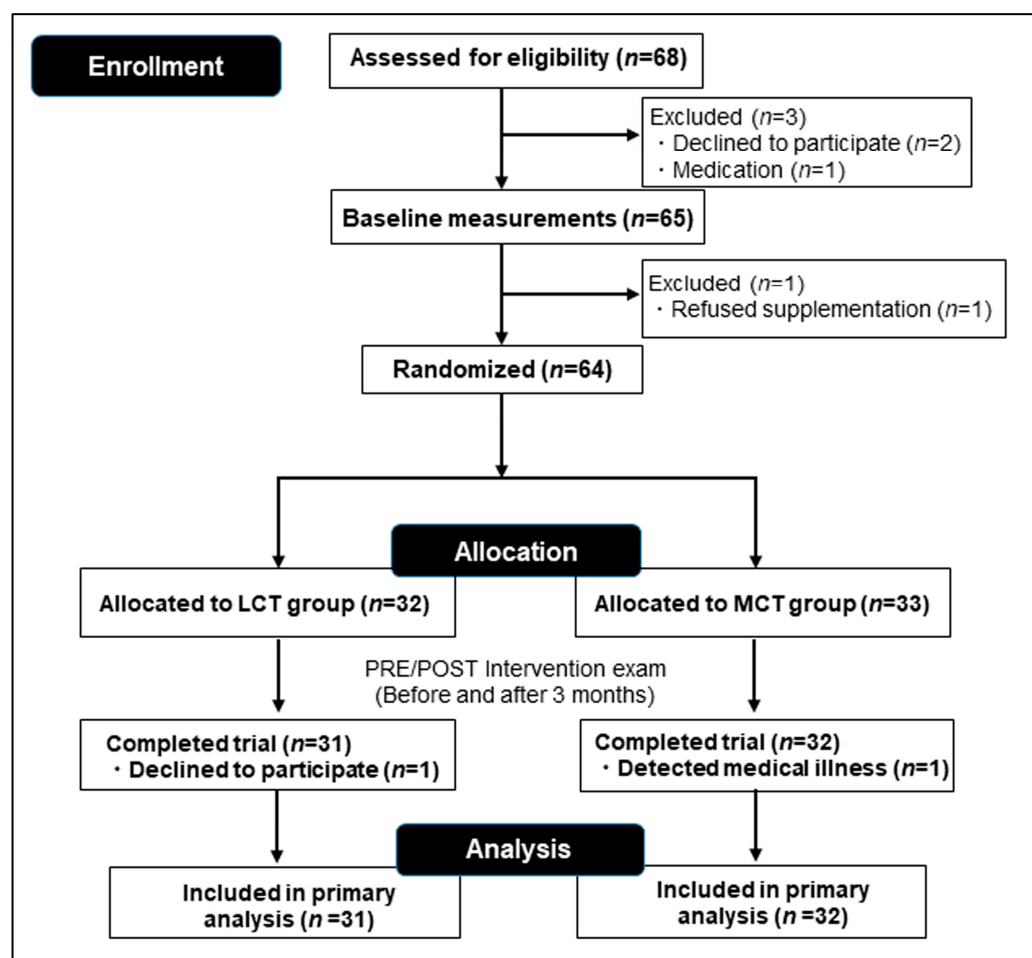 Enrollment
Assessed for eligibility (n=68)
Excluded (n=3)
・Declined to participate (n=2)
・Medication (n=1)
Baseline measurements (n=65)
Excluded (n=1)
・Refused supplementation (n=1)
Randomized (n=64)
Allocation
Allocated to LCT group (n=32)
Allocated to MCT group (n=33)
PRE/POST Intervention exam
(Before and after 3 months)
Completed trial (n=31)
・Declined to participate (n=1)
Completed trial (n=32)
・Detected medical illness (n=1)
Analysis
Included in primary
analysis (n =31)
Included in primary
analysis (n =32)